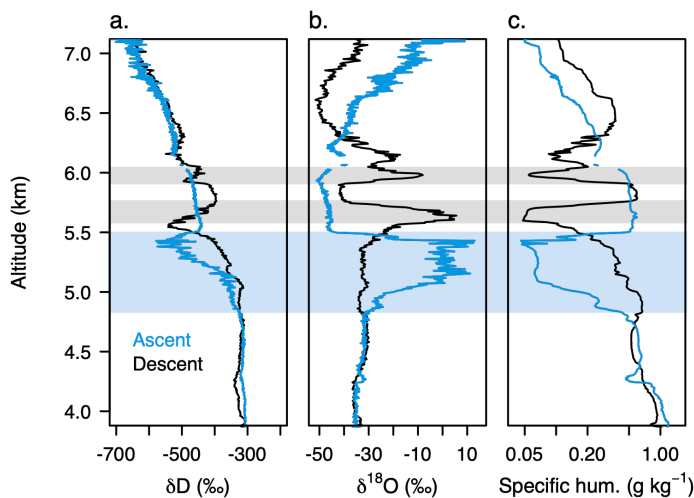 a.
b.
c.
7.0
6.5
6.0
5.5
5.0
4.5
4.0
Altitude (km)
Ascent
Descent
-700 -500 -300
-50 -30 -10 10
0.05 0.20 1.00
δD (‰)
δ¹⁸O (‰)
Specific hum. (g kg⁻¹)